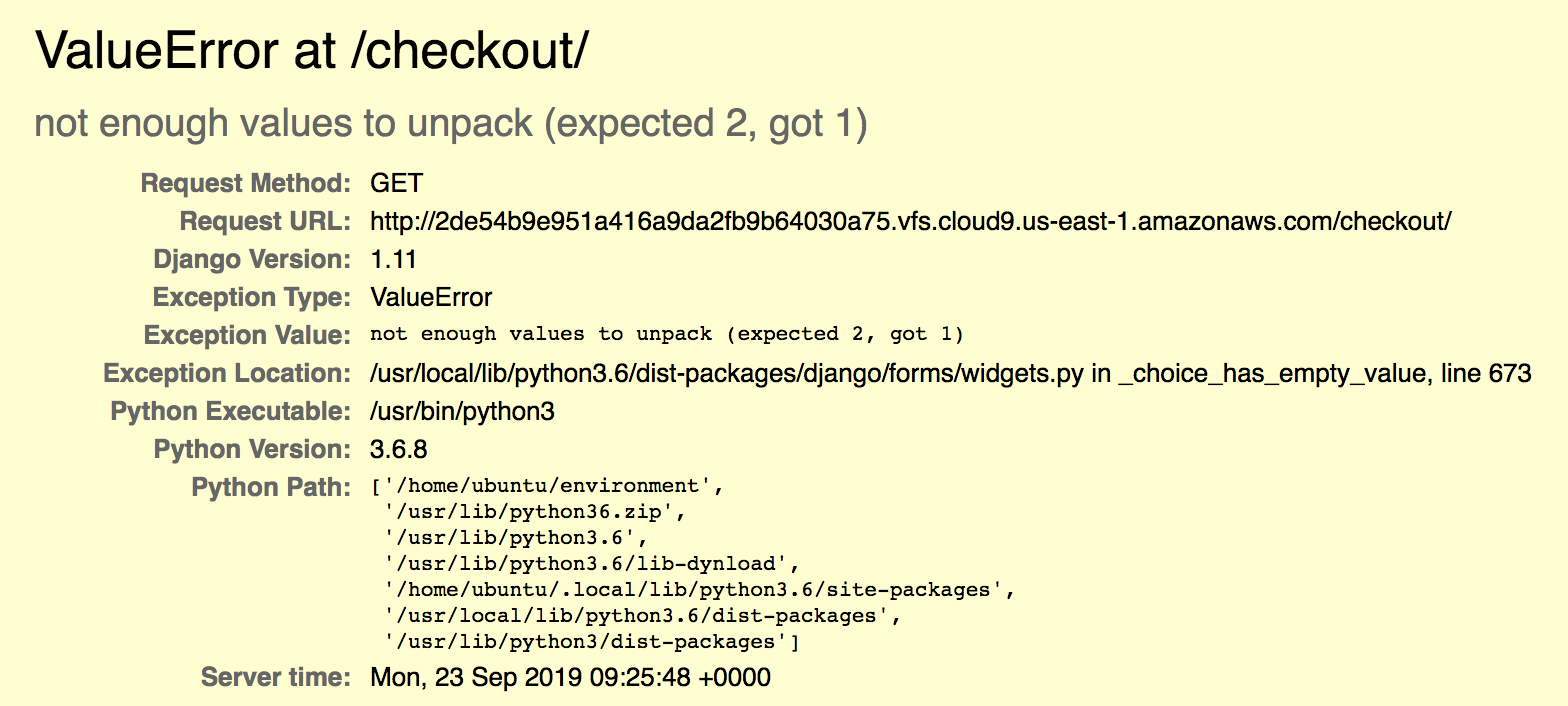 ValueError at /checkout/
not enough values to unpack (expected 2, got 1)
Request Method: GET
Request URL: http://2de54b9e951a416a9da2fb9b64030a75.vfs.cloud9.us-east-1.amazonaws.com/checkout/
Django Version: 1.11
Exception Type: ValueError
Exception Value: not enough values to unpack (expected 2, got 1)
Exception Location: /usr/local/lib/python3.6/dist-packages/django/forms/widgets.py in _choice_has_empty_value, line 673
Python Executable: /usr/bin/python3
Python Version: 3.6.8
Python Path: ['/home/ubuntu/environment',
'/usr/lib/python36.zip',
'/usr/lib/python3.6',
'/usr/lib/python3.6/lib-dynload',
'/home/ubuntu/.local/lib/python3.6/site-packages',
'/usr/local/lib/python3.6/dist-packages',
'/usr/lib/python3/dist-packages']
Server time: Mon, 23 Sep 2019 09:25:48 +0000